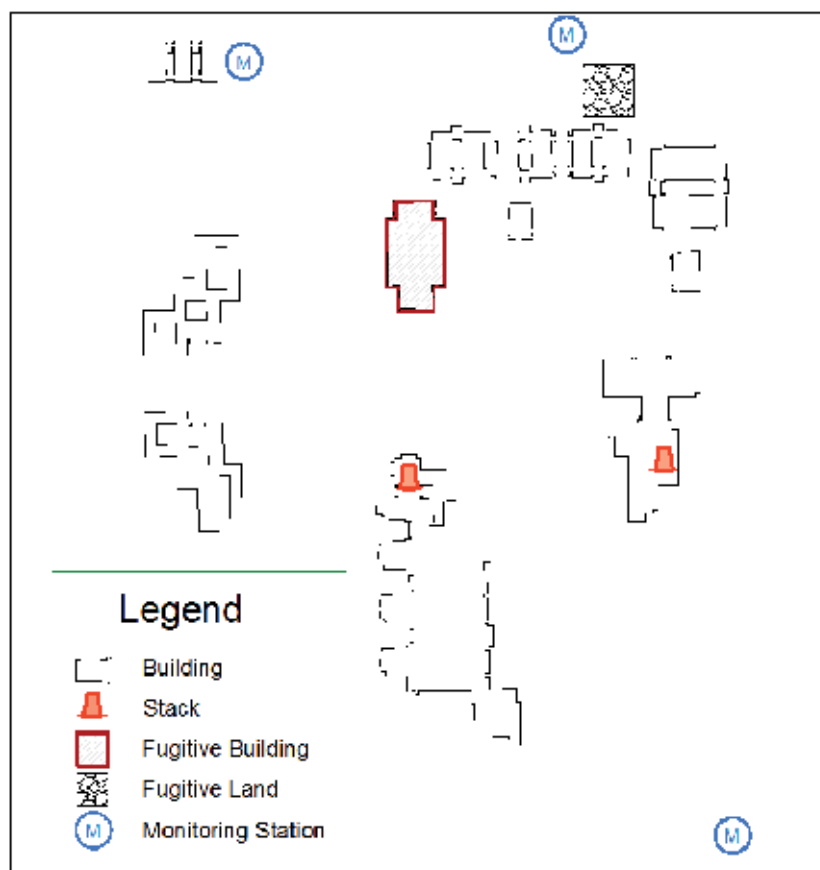 M
M
Legend
Building
Stack
Fugitive Building
Fugitive Land
M
Monitoring Station
M